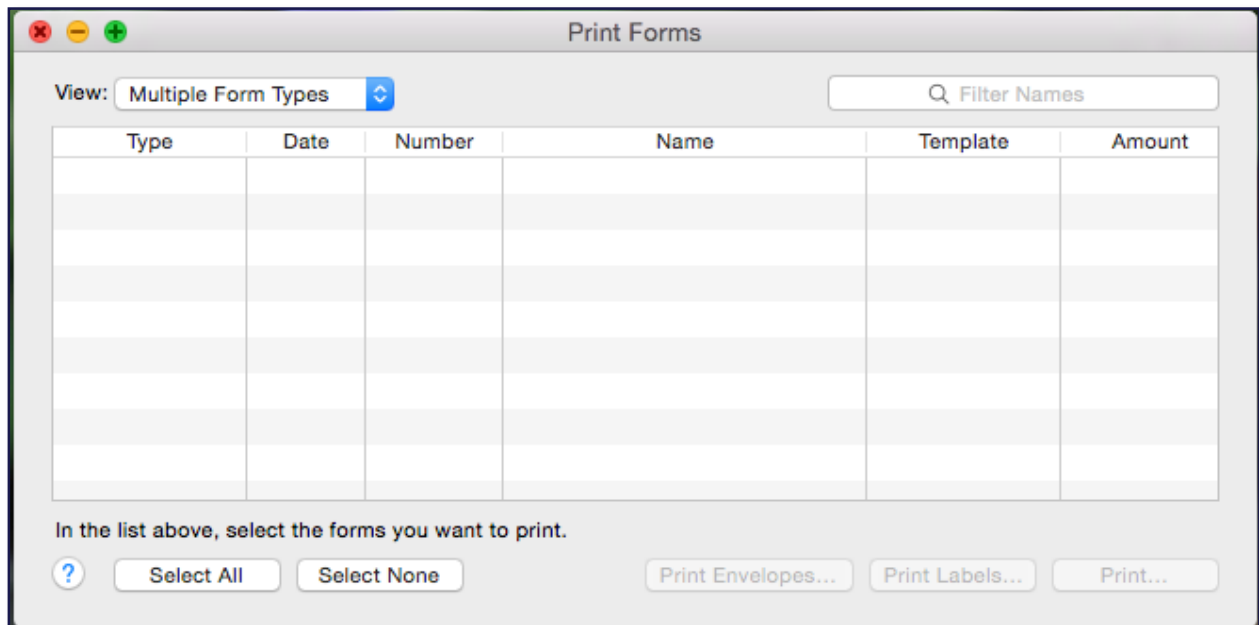 Print Forms
View: Multiple Form Types
Filter Names
Type Date Number Name Template Amount
In the list above, select the forms you want to print.
? Select All Select None Print Envelopes... Print Labels... Print...